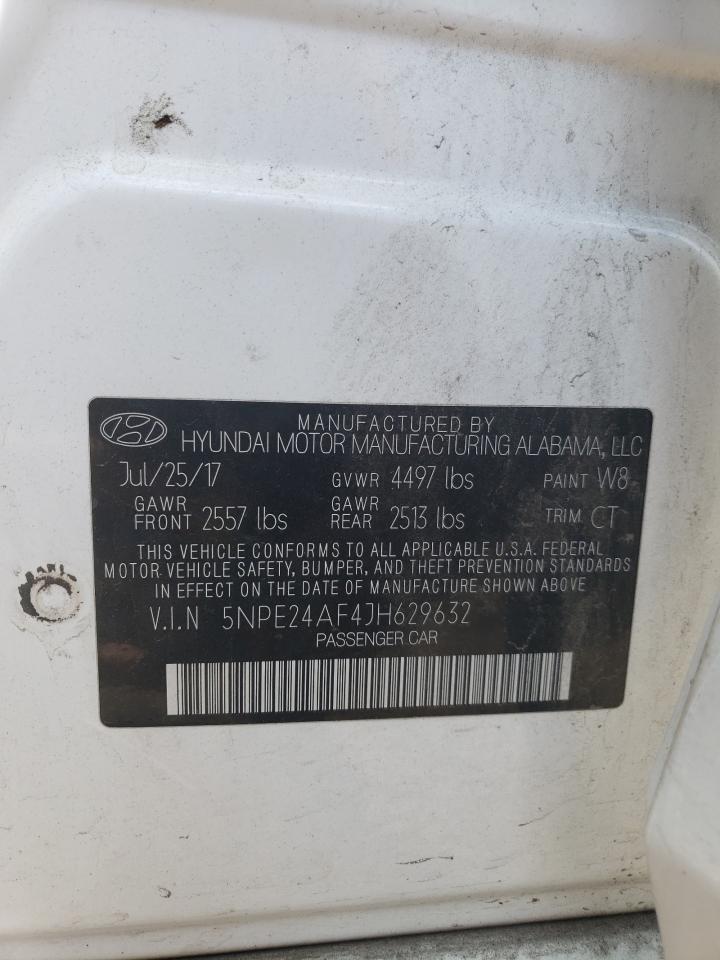 MANUFACTURED BY
HYUNDAI MOTOR MANUFACTURING ALABAMA, LLC
Jul/25/17 GVWR 4497 lbs PAINT W8
GAWR FRONT 2557 lbs GAWR REAR 2513 lbs TRIM CT
THIS VEHICLE CONFORMS TO ALL APPLICABLE U.S.A. FEDERAL
MOTOR VEHICLE SAFETY, BUMPER, AND THEFT PREVENTION STANDARDS
IN EFFECT ON THE DATE OF MANUFACTURE SHOWN ABOVE
V.I.N 5NPE24AF4JH629632
PASSENGER CAR